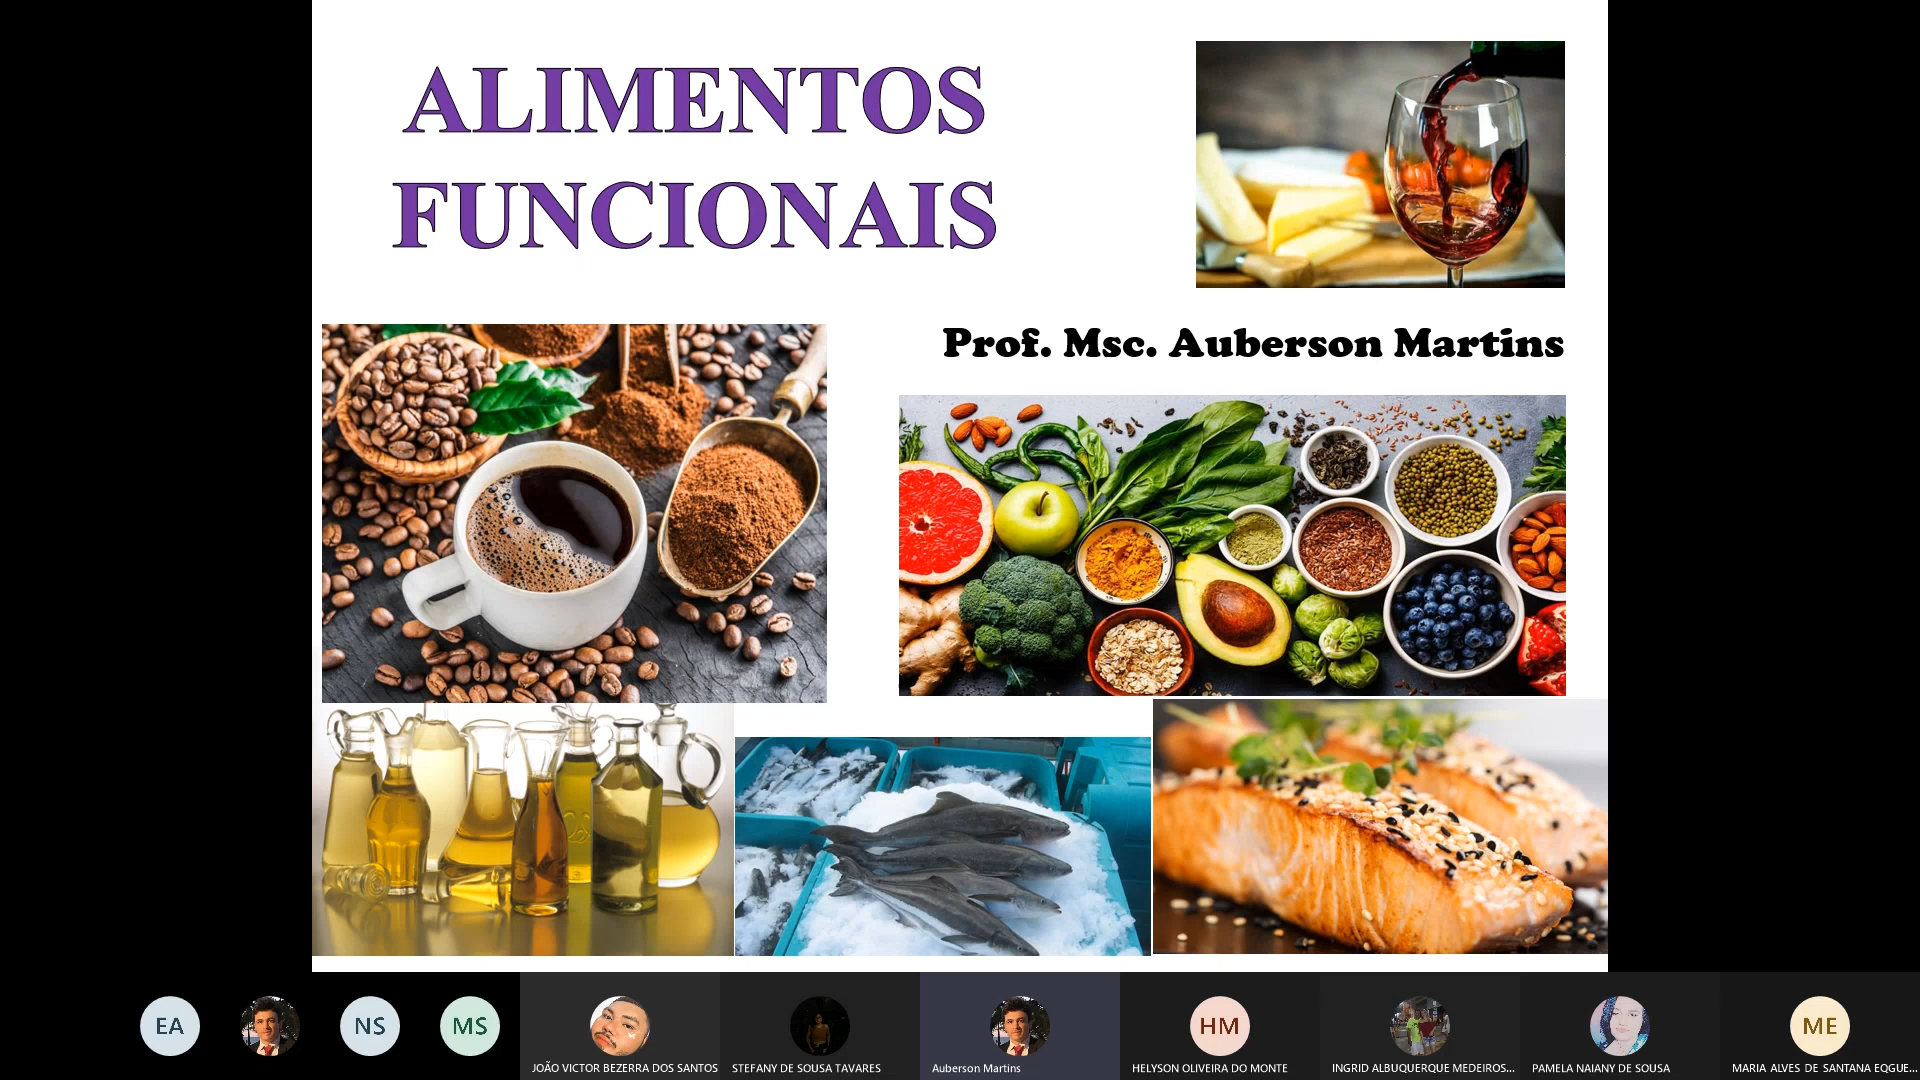 ALIMENTOS
FUNCIONAIS
Prof. Msc. Auberson Martins
EA
NS
MS
JOÃO VICTOR BEZERRA DOS SANTOS
STEFANY DE SOUSA TAVARES
Auberson Martins
HM
HELYSON OLIVEIRA DO MONTE
INGRID ALBUQUERQUE MEDEIROS...
PAMELA NAIANY DE SOUSA
ME
MARIA ALVES DE SANTANA EQGUE...